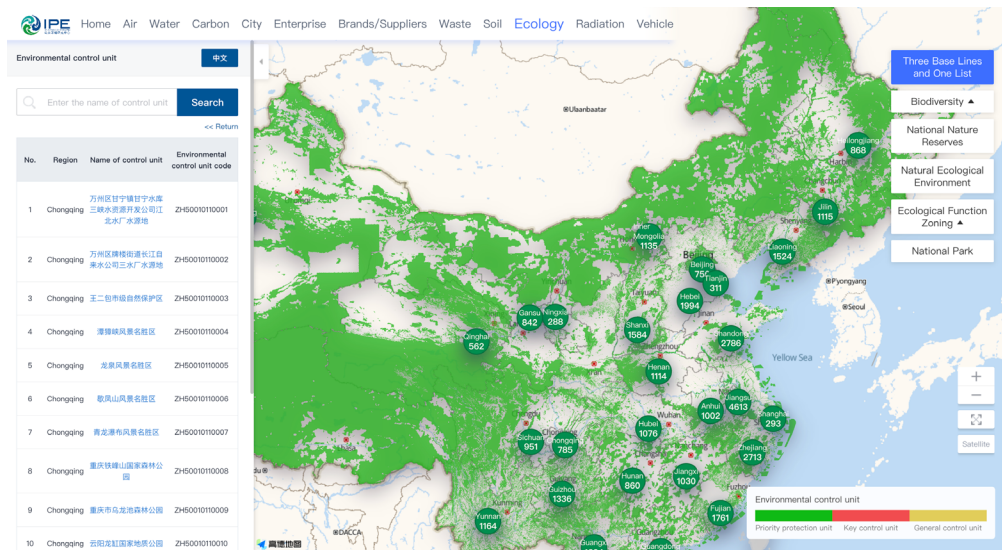 IPE Home Air Water Carbon City Enterprise Brands/Suppliers Waste Soil Ecology Radiation Vehicle
Environmental control unit 中文
Enter the name of control unit Search
<< Return
No. Region Name of control unit Environmental control unit code
1 Chongqing 万州区甘宁镇甘宁水库三峡水资源开发公司江北水厂水源地 ZH50010110001
2 Chongqing 万州区牌楼街道长江自来水公司三水厂水源地 ZH50010110002
3 Chongqing 王二包市级自然保护区 ZH50010110003
4 Chongqing 潭獐峡风景名胜区 ZH50010110004
5 Chongqing 龙泉风景名胜区 ZH50010110005
6 Chongqing 歇凤山风景名胜区 ZH50010110006
7 Chongqing 青龙瀑布风景名胜区 ZH50010110007
8 Chongqing 重庆铁峰山国家森林公园 ZH50010110008
9 Chongqing 重庆市乌龙池森林公园 ZH50010110009
10 Chongqing 云阳龙缸国家地质公园 ZH50010110010
Three Base Lines
and One List
Biodiversity
National Nature
Reserves
Natural Ecological
Environment
Ecological Function
Zoning
National Park
Ulaanbaatar
868
Jilin
1115
Liaoning
1524
Mongolia
1135
Beijing
Tianjin
311
Hebei
1994
Pyongyang
Seoul
Gansu
842
Ningxia
288
Qinghai
562
Shanxi
1584
Shandong
2786
Yellow Sea
Henan
1114
Anhui
1002
Jiangsu
4613
Shanghai
293
Wuhan
Hubei
1076
Sichuan
951
Chongqing
785
Zhejiang
2713
Hunan
860
Jiangxi
1030
Guizhou
1336
Kunming
Yunnan
1164
Fujian
1761
DACCA
高德地图
Satellite
Environmental control unit
Priority protection unit Key control unit General control unit